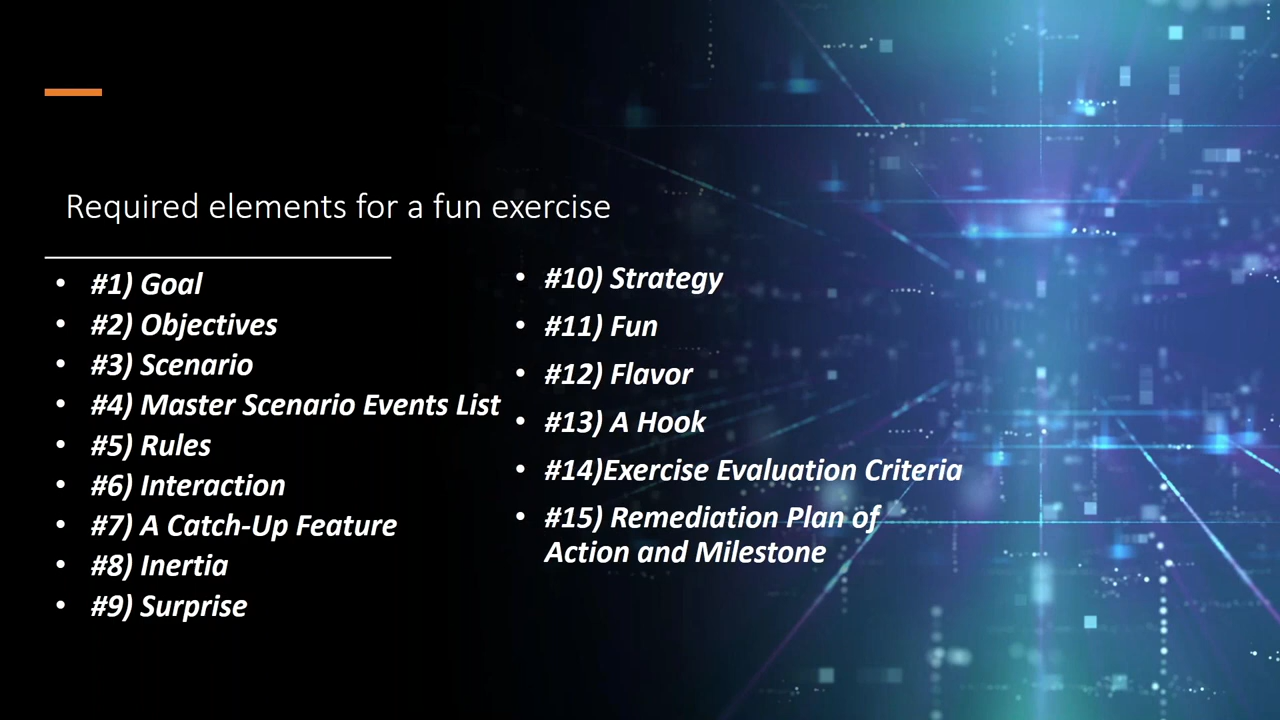 Required elements for a fun exercise
• #1) Goal
• #2) Objectives
• #3) Scenario
• #4) Master Scenario Events List
• #5) Rules
• #6) Interaction
• #7) A Catch-Up Feature
• #8) Inertia
• #9) Surprise
• #10) Strategy
• #11) Fun
• #12) Flavor
• #13) A Hook
• #14)Exercise Evaluation Criteria
• #15) Remediation Plan of
Action and Milestone